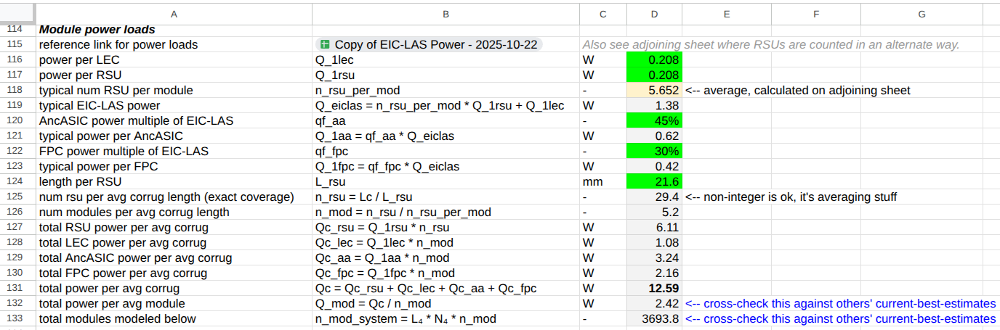 A B C D E F G
114 Module power loads
115 reference link for power loads Copy of EIC-LAS Power - 2025-10-22 Also see adjoining sheet where RSUs are counted in an alternate way.
116 power per LEC Q_1lec W 0.208
117 power per RSU Q_1rsu W 0.208
118 typical num RSU per module n_rsu_per_mod - 5.652 <-- average, calculated on adjoining sheet
119 typical EIC-LAS power Q_eiclas = n_rsu_per_mod * Q_1rsu + Q_1lec W 1.38
120 AncASIC power multiple of EIC-LAS qf_aa - 45%
121 typical power per AncASIC Q_1aa = qf_aa * Q_eiclas W 0.62
122 FPC power multiple of EIC-LAS qf_fpc - 30%
123 typical power per FPC Q_1fpc = qf_fpc * Q_eiclas W 0.42
124 length per RSU L_rsu mm 21.6
125 num rsu per avg corrug length (exact coverage) n_rsu = Lc / L_rsu - 29.4 <-- non-integer is ok, it's averaging stuff
126 num modules per avg corrug length n_mod = n_rsu / n_rsu_per_mod - 5.2
127 total RSU power per avg corrug Qc_rsu = Q_1rsu * n_rsu W 6.11
128 total LEC power per avg corrug Qc_lec = Q_1lec * n_mod W 1.08
129 total AncASIC power per avg corrug Qc_aa = Q_1aa * n_mod W 3.24
130 total FPC power per avg corrug Qc_fpc = Q_1fpc * n_mod W 2.16
131 total power per avg corrug Qc = Qc_rsu + Qc_lec + Qc_aa + Qc_fpc W 12.59
132 total power per avg module Q_mod = Qc / n_mod W 2.42 <-- cross-check this against others' current-best-estimates
133 total modules modeled below n_mod_system = L₄ * N₄ * n_mod - 3693.8 <-- cross-check this against others' current-best-estimates